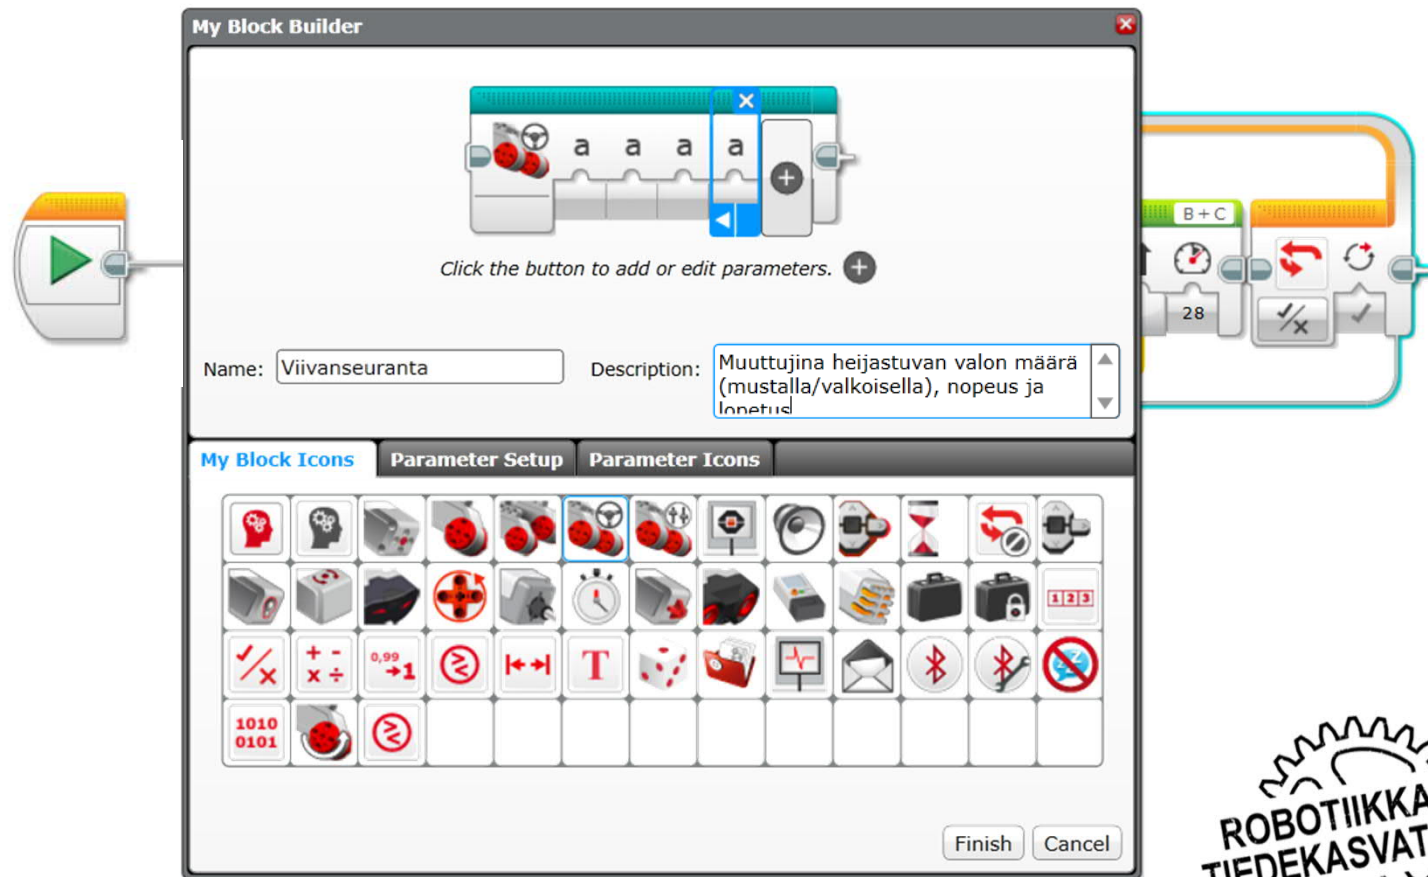 My Block Builder
a a a a
Click the button to add or edit parameters.
B + C
28
Name: Viivanseuranta
Description: Muuttujina heijastuvan valon määrä
(mustalla/valkoisella), nopeus ja
lopetus
My Block Icons Parameter Setup Parameter Icons
1 2 3
+ -
x ÷
0,99
→1
T
zz
1010
0101
Finish Cancel
ROBOTIIKKA
TIEDEKASVAT